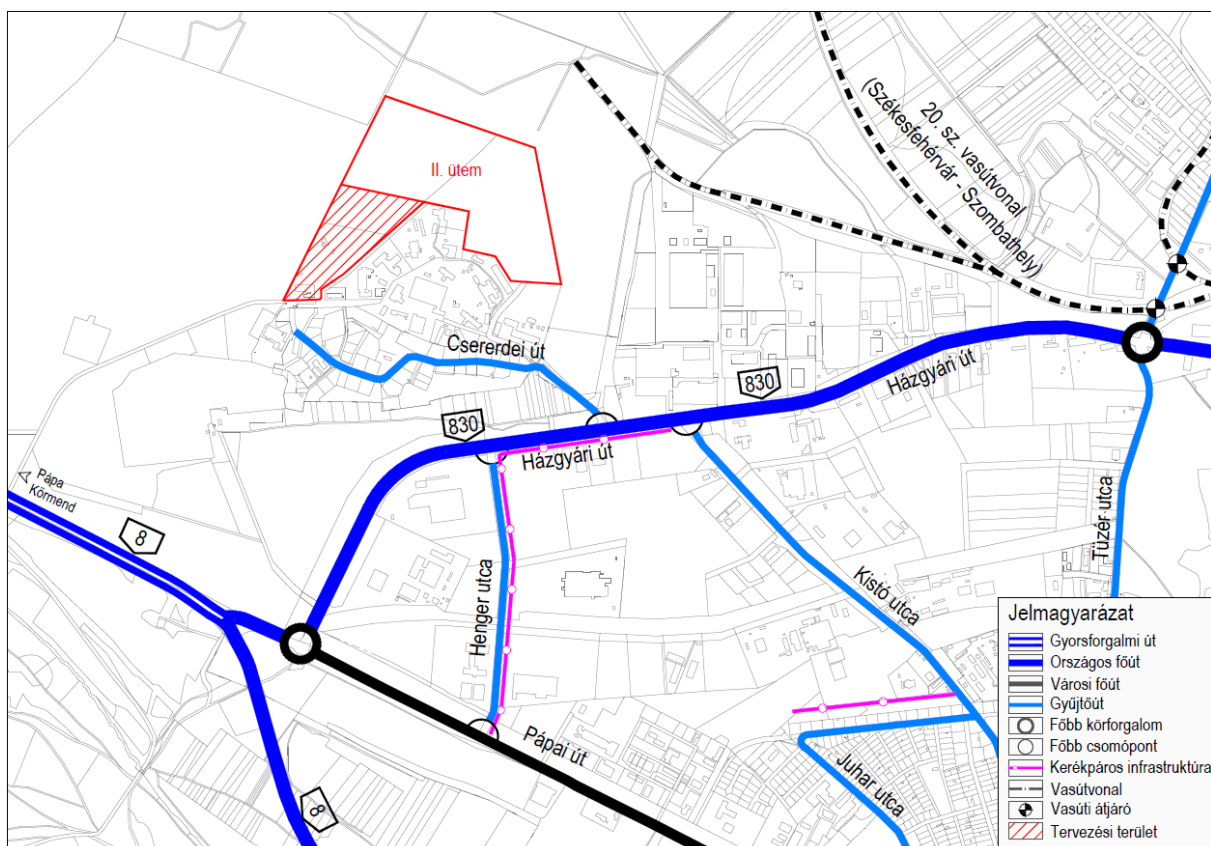 II. ütem
20. sz. vasútvonal
(Székesfehérvár - Szombathely)
Csererdei út
830
Házgyári út
830
Házgyári út
Pápa
Körmend
8
Henger utca
Kistó utca
Tüzér utca
Pápai út
Juhar utca
8
Jelmagyarázat
Gyorsforgalmi út
Országos főút
Városi főút
Gyűjtőút
Főbb körforgalom
Főbb csomópont
Kerékpáros infrastruktúra
Vasútvonal
Vasúti átjáró
Tervezési terület